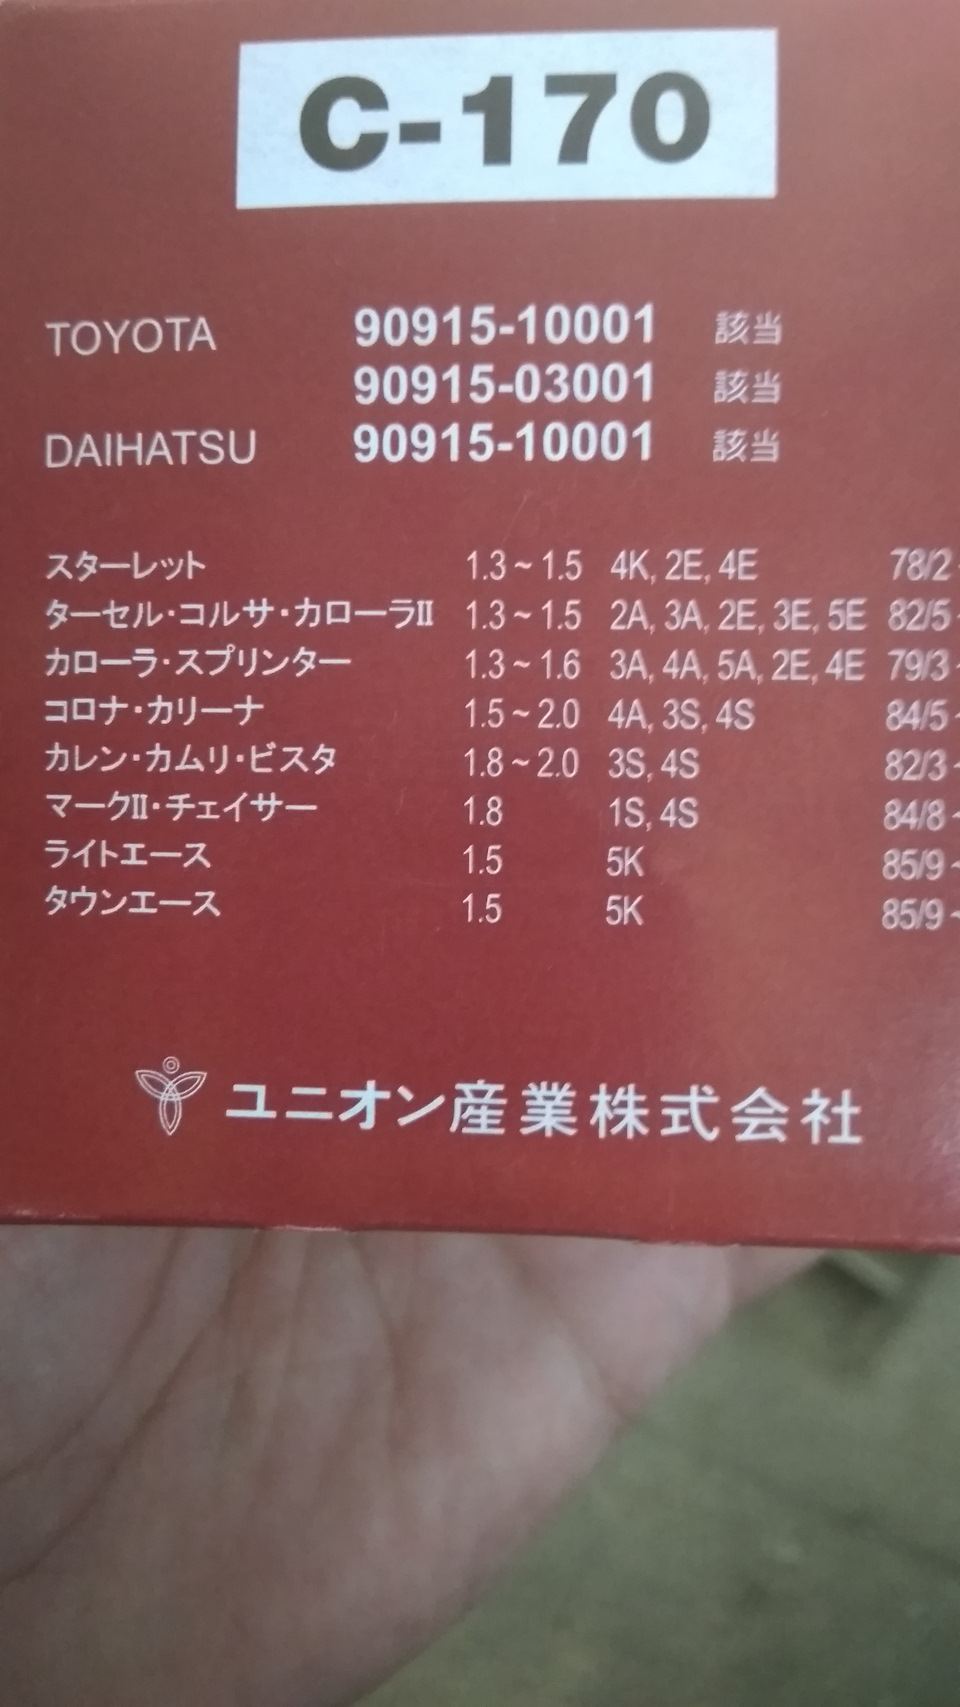 C-170
TOYOTA 90915-10001 該当
90915-03001 該当
DAIHATSU 90915-10001 該当
スターレット 1.3~1.5 4K, 2E, 4E 78/2~
ターセル・コルサ・カローラII 1.3~1.5 2A, 3A, 2E, 3E, 5E 82/5~
カローラ・スプリンター 1.3~1.6 3A, 4A, 5A, 2E, 4E 79/3~
コロナ・カリーナ 1.5~2.0 4A, 3S, 4S 84/5~
カレン・カムリ・ビスタ 1.8~2.0 3S, 4S 82/3~
マークII・チェイサー 1.8 1S, 4S 84/8~
ライトエース 1.5 5K 85/9~
タウンエース 1.5 5K 85/9~
ユニオン産業株式会社